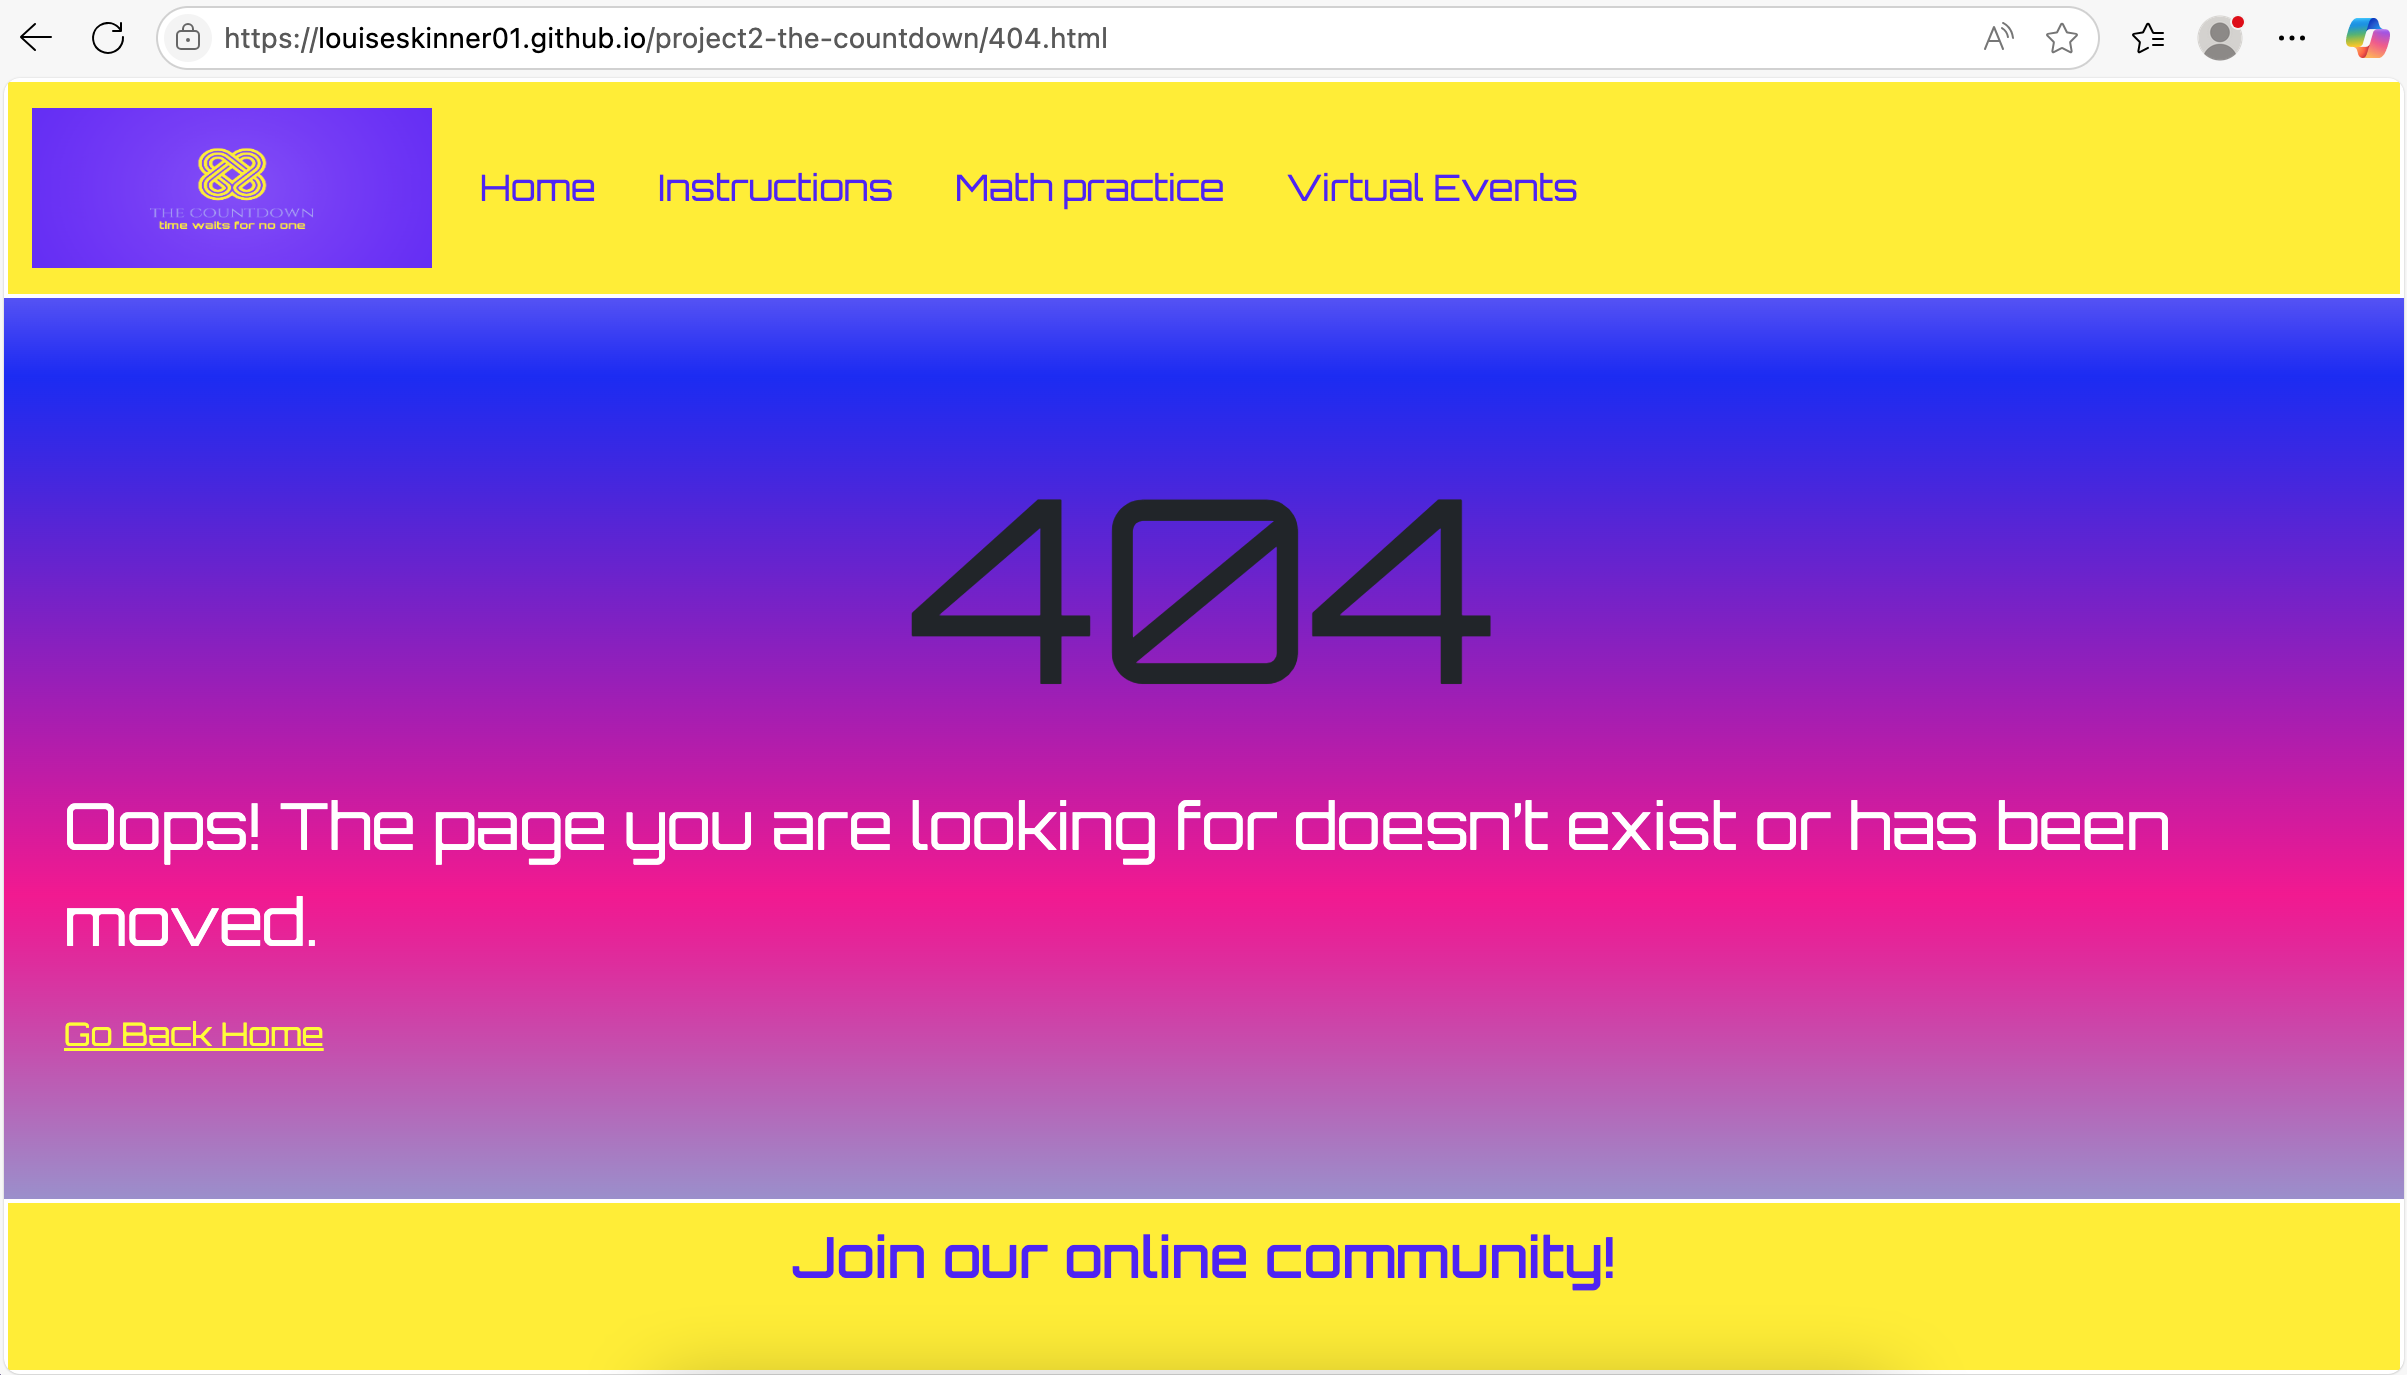 https://louiseskinner01.github.io/project2-the-countdown/404.html
THE COUNTDOWN
time waits for no one
Home Instructions Math practice Virtual Events
404
Oops! The page you are looking for doesn't exist or has been
moved.
Go Back Home
Join our online community!